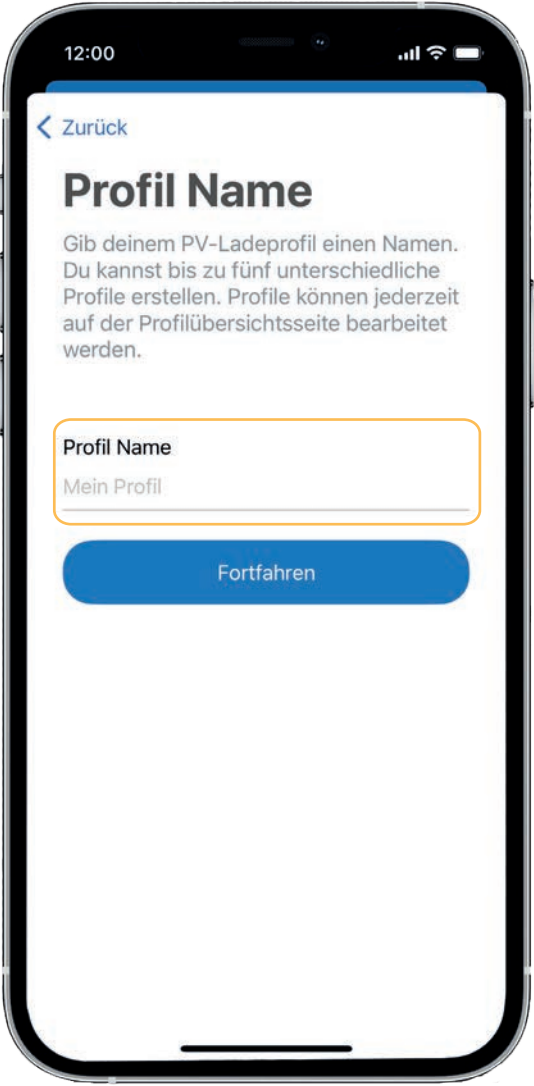 12:00
Zurück
Profil Name
Gib deinem PV-Ladeprofil einen Namen.
Du kannst bis zu fünf unterschiedliche
Profile erstellen. Profile können jederzeit
auf der Profilübersichtsseite bearbeitet
werden.
Profil Name
Mein Profil
Fortfahren